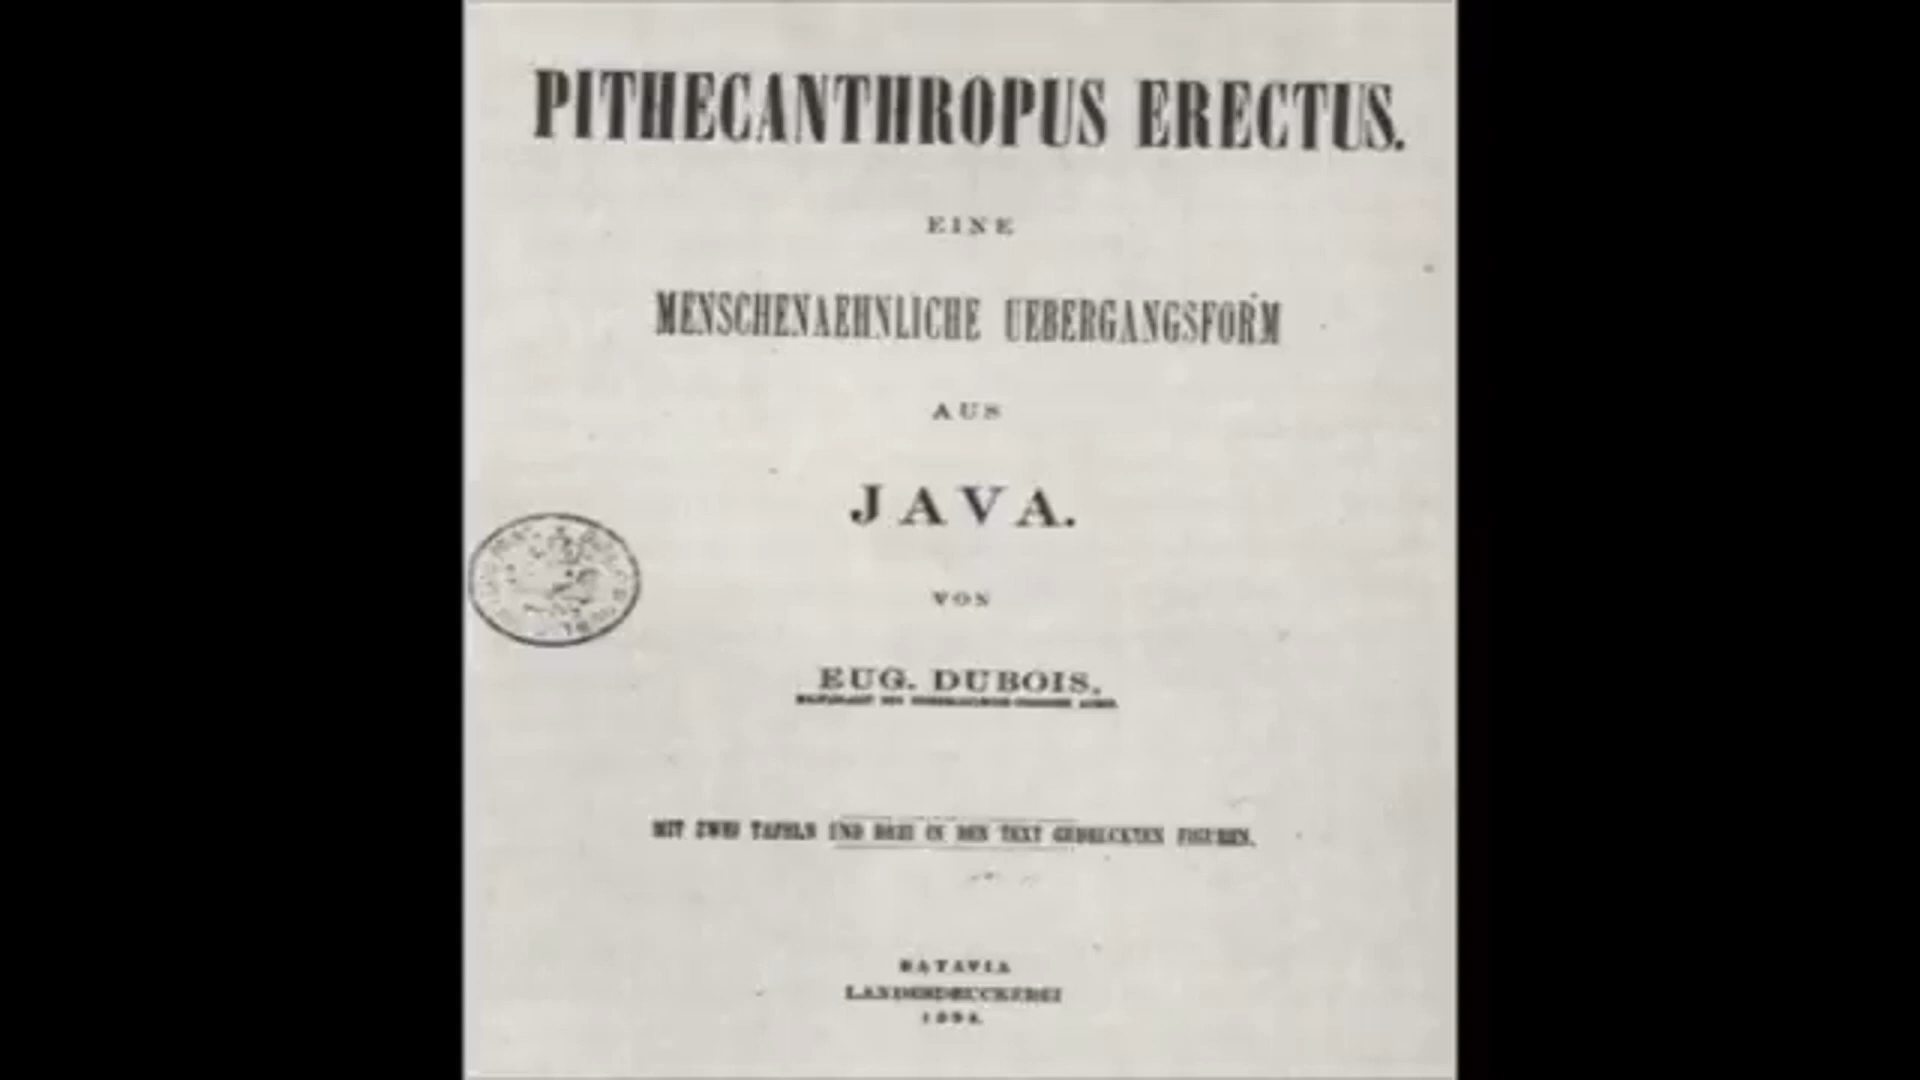 PITHECANTHROPUS ERECTUS.
EINE
MENSCHENAEHNLICHE UEBERGANGSFORM
AUS
JAVA.
VON
EUG. DUBOIS.
MIT ZWEI TAFELN UND DREI IN DEN TEXT GEDRUCKTEN FIGUREN.
BATAVIA
LANDESDRUCKEREI
1894.